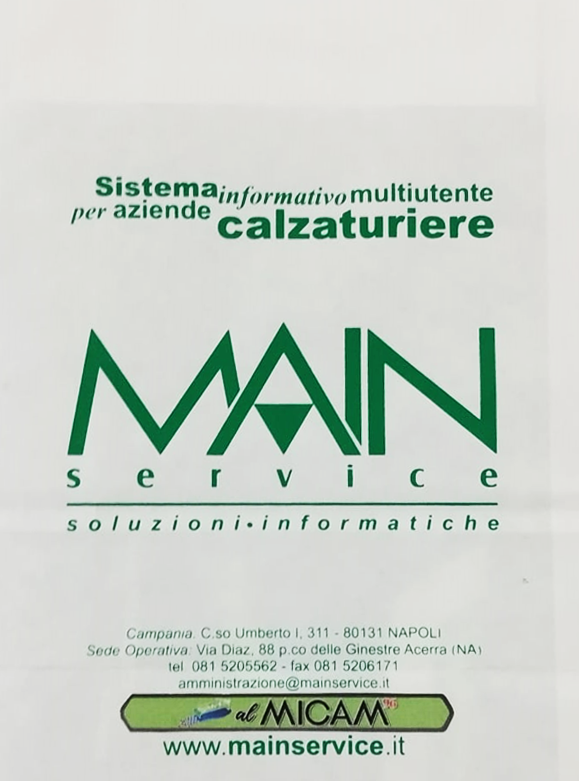 Sistema informativo multiutente
per aziende calzaturiere
MAIN
service
soluzioni•informatiche
Campania. C.so Umberto I, 311 - 80131 NAPOLI
Sede Operativa: Via Diaz, 88 p.co delle Ginestre Acerra (NA)
tel 081 5205562 - fax 081 5206171
amministrazione@mainservice.it
al MICAM
www.mainservice.it